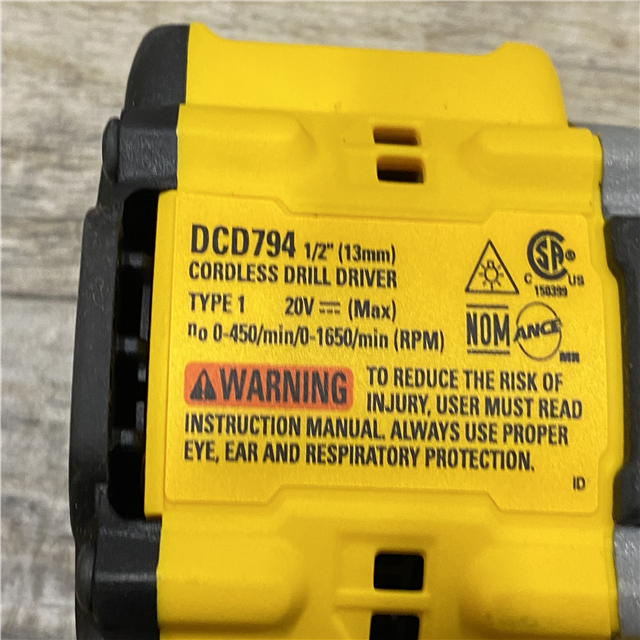 DCD794 1/2" (13mm)
CORDLESS DRILL DRIVER
TYPE 1 20V ⎓ (Max)
no 0-450/min/0-1650/min (RPM)
SA ®
C US
150399
NOM ANCE
MR
⚠WARNING TO REDUCE THE RISK OF
INJURY, USER MUST READ
INSTRUCTION MANUAL. ALWAYS USE PROPER
EYE, EAR AND RESPIRATORY PROTECTION.
ID